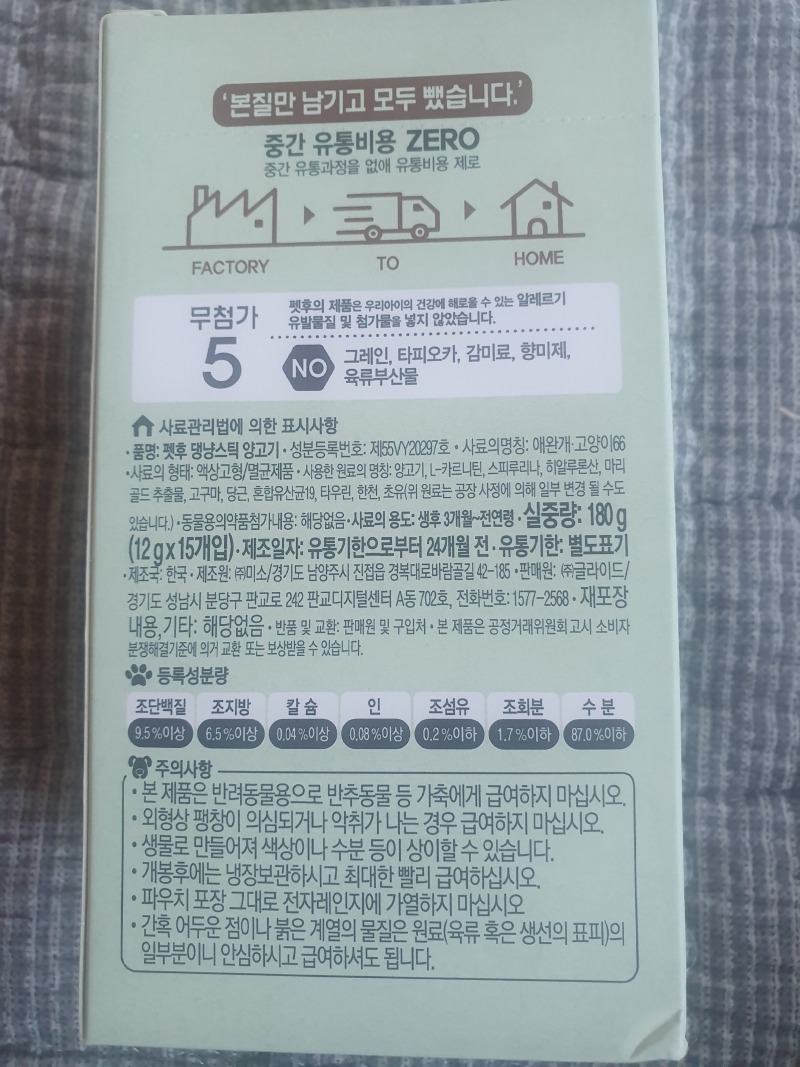 '본질만 남기고 모두 뺐습니다.'
중간 유통비용 ZERO
중간 유통과정을 없애 유통비용 제로
FACTORY TO HOME
무첨가
5
펫후의 제품은 우리아이의 건강에 해로울 수 있는 알레르기
유발물질 및 첨가물을 넣지 않았습니다.
NO
그레인, 타피오카, 감미료, 향미제,
육류부산물
사료관리법에 의한 표시사항
• 품명: 펫후 댕냥스틱 양고기 • 성분등록번호: 제55VY20297호 • 사료의명칭: 애완개·고양이66
• 사료의 형태: 액상고형/멸균제품 • 사용한 원료의 명칭: 양고기, L-카르니틴, 스피루리나, 히알루론산, 마리
골드 추출물, 고구마, 당근, 혼합유산균19, 타우린, 한천, 초유(위 원료는 공장 사정에 의해 일부 변경 될 수도
있습니다.) • 동물용의약품첨가내용: 해당없음 • 사료의 용도: 생후 3개월~전연령 • 실중량: 180g
(12gx15개입) • 제조일자: 유통기한으로부터 24개월 전 • 유통기한: 별도표기
• 제조국: 한국 • 제조원: ㈜미소/경기도 남양주시 진접읍 경복대로바람골길 42-185 • 판매원: ㈜글라이드/
경기도 성남시 분당구 판교로 242 판교디지털센터 A동 702호, 전화번호: 1577-2568 • 재포장
내용,기타: 해당없음 • 반품 및 교환: 판매원 및 구입처 • 본 제품은 공정거래위원회 고시 소비자
분쟁해결기준에 의거 교환 또는 보상받을 수 있습니다.
등록성분량
조단백질 조지방 칼슘 인 조섬유 조회분 수분
9.5%이상 6.5%이상 0.04%이상 0.08%이상 0.2%이하 1.7%이하 87.0%이하
주의사항
• 본 제품은 반려동물용으로 반추동물 등 가축에게 급여하지 마십시오.
• 외형상 팽창이 의심되거나 악취가 나는 경우 급여하지 마십시오.
• 생물로 만들어져 색상이나 수분 등이 상이할 수 있습니다.
• 개봉후에는 냉장보관하시고 최대한 빨리 급여하십시오.
• 파우치 포장 그대로 전자레인지에 가열하지 마십시오
• 간혹 어두운 점이나 붉은 계열의 물질은 원료(육류 혹은 생선의 표피)의
일부분이니 안심하시고 급여하셔도 됩니다.